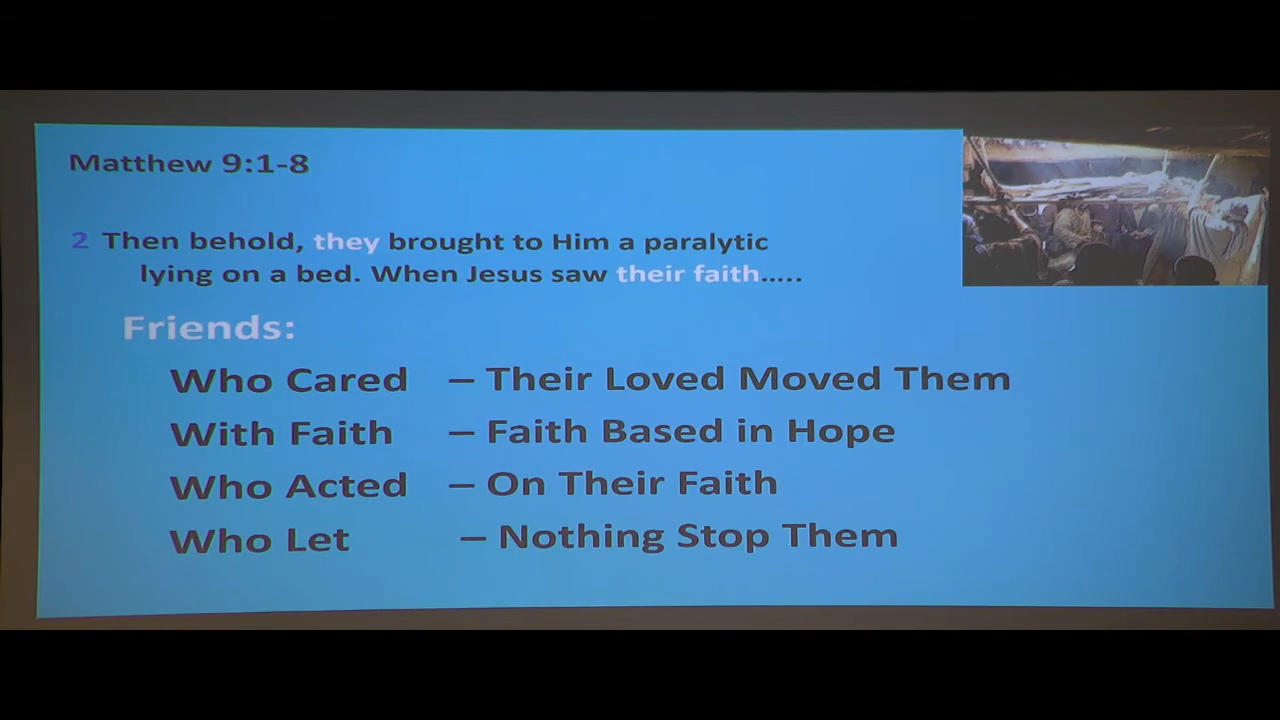 Matthew 9:1-8
2 Then behold, they brought to Him a paralytic
lying on a bed. When Jesus saw their faith.....
Friends:
Who Cared – Their Loved Moved Them
With Faith – Faith Based in Hope
Who Acted – On Their Faith
Who Let – Nothing Stop Them